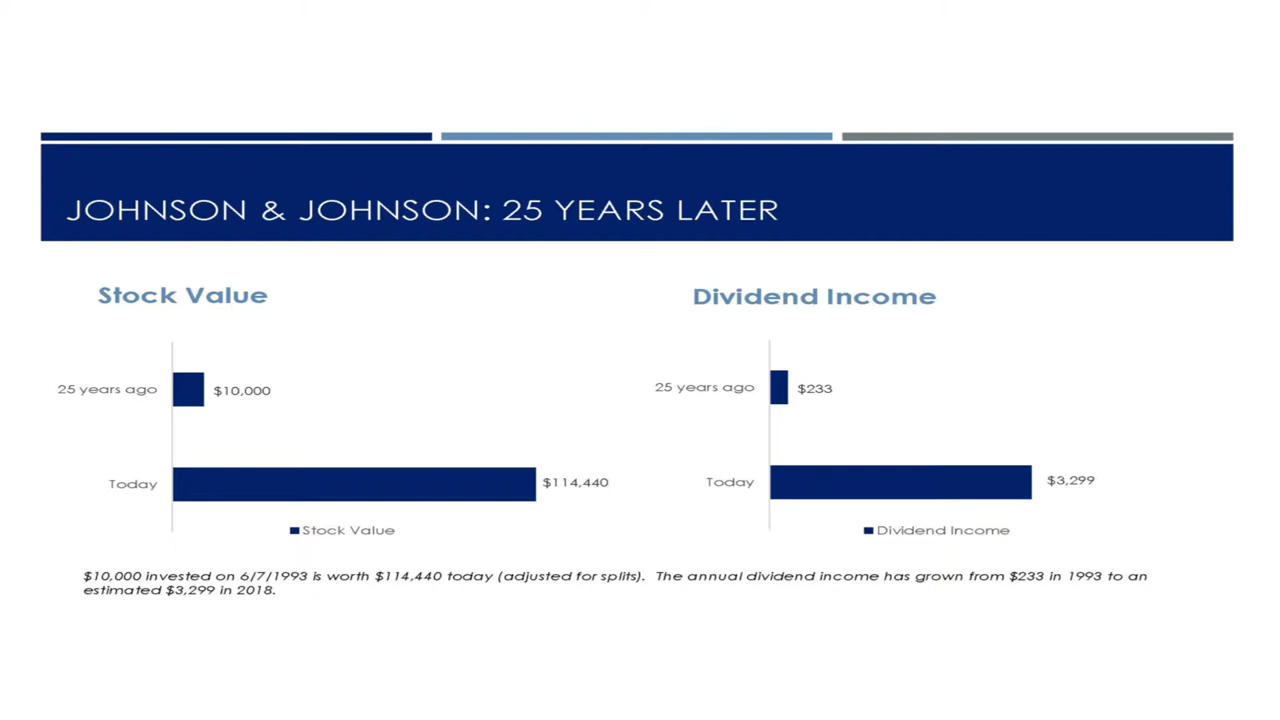 JOHNSON & JOHNSON: 25 YEARS LATER
Stock Value
25 years ago
$10,000
Today
$114,440
Stock Value
Dividend Income
25 years ago
$233
Today
$3,299
Dividend Income
$10,000 invested on 6/7/1993 is worth $114,440 today (adjusted for splits). The annual dividend income has grown from $233 in 1993 to an
estimated $3,299 in 2018.